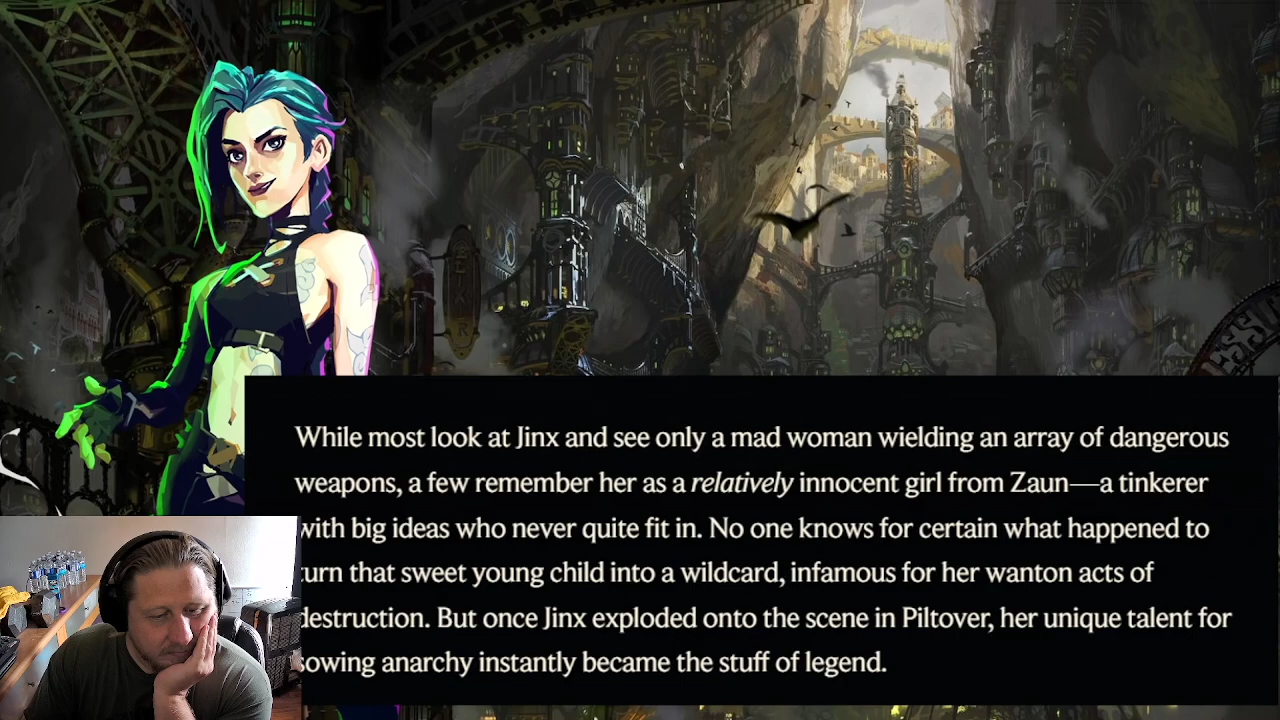 While most look at Jinx and see only a mad woman wielding an array of dangerous
weapons, a few remember her as a relatively innocent girl from Zaun—a tinkerer
with big ideas who never quite fit in. No one knows for certain what happened to
turn that sweet young child into a wildcard, infamous for her wanton acts of
destruction. But once Jinx exploded onto the scene in Piltover, her unique talent for
sowing anarchy instantly became the stuff of legend.